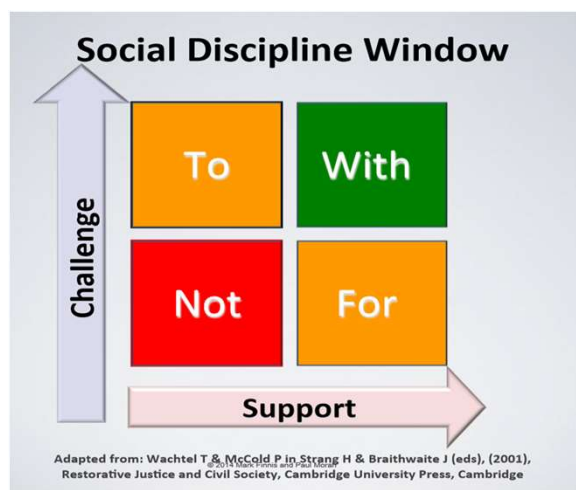 Social Discipline Window
Challenge
To
With
Not
For
Support
Adapted from: Wachtel T & McCold P in Strang H & Braithwaite J (eds), (2001),
© 2014 Mark Finnis and Paul Moran
Restorative Justice and Civil Society, Cambridge University Press, Cambridge